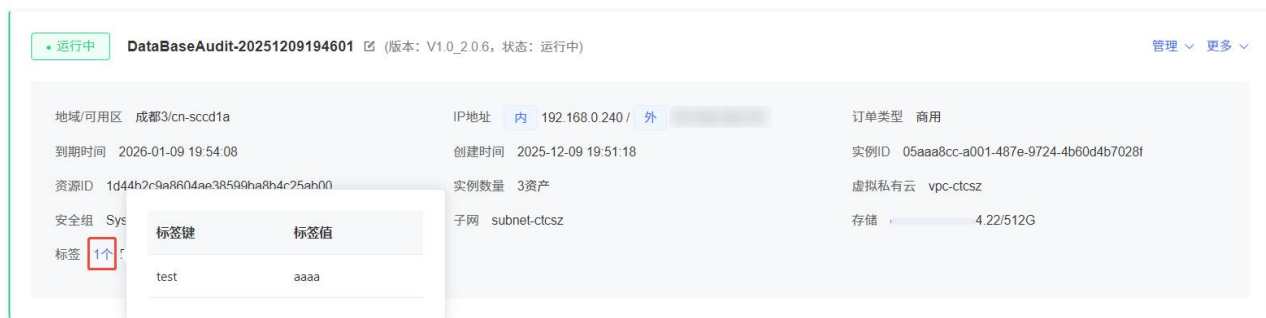 运行中 DataBaseAudit-20251209194601 (版本：V1.0_2.0.6，状态：运行中) 管理 更多
地域/可用区 成都3/cn-sccd1a IP地址 内 192.168.0.240 / 外 订单类型 商用
到期时间 2026-01-09 19:54:08 创建时间 2025-12-09 19:51:18 实例ID 05aaa8cc-a001-487e-9724-4b60d4b7028f
资源ID 1d44b2c9a8604ae38599ba8b4c25ab00 实例数量 3资产 虚拟私有云 vpc-ctcsz
安全组 Sys 子网 subnet-ctcsz 存储 4.22/512G
标签 1个
标签键 标签值
test aaaa